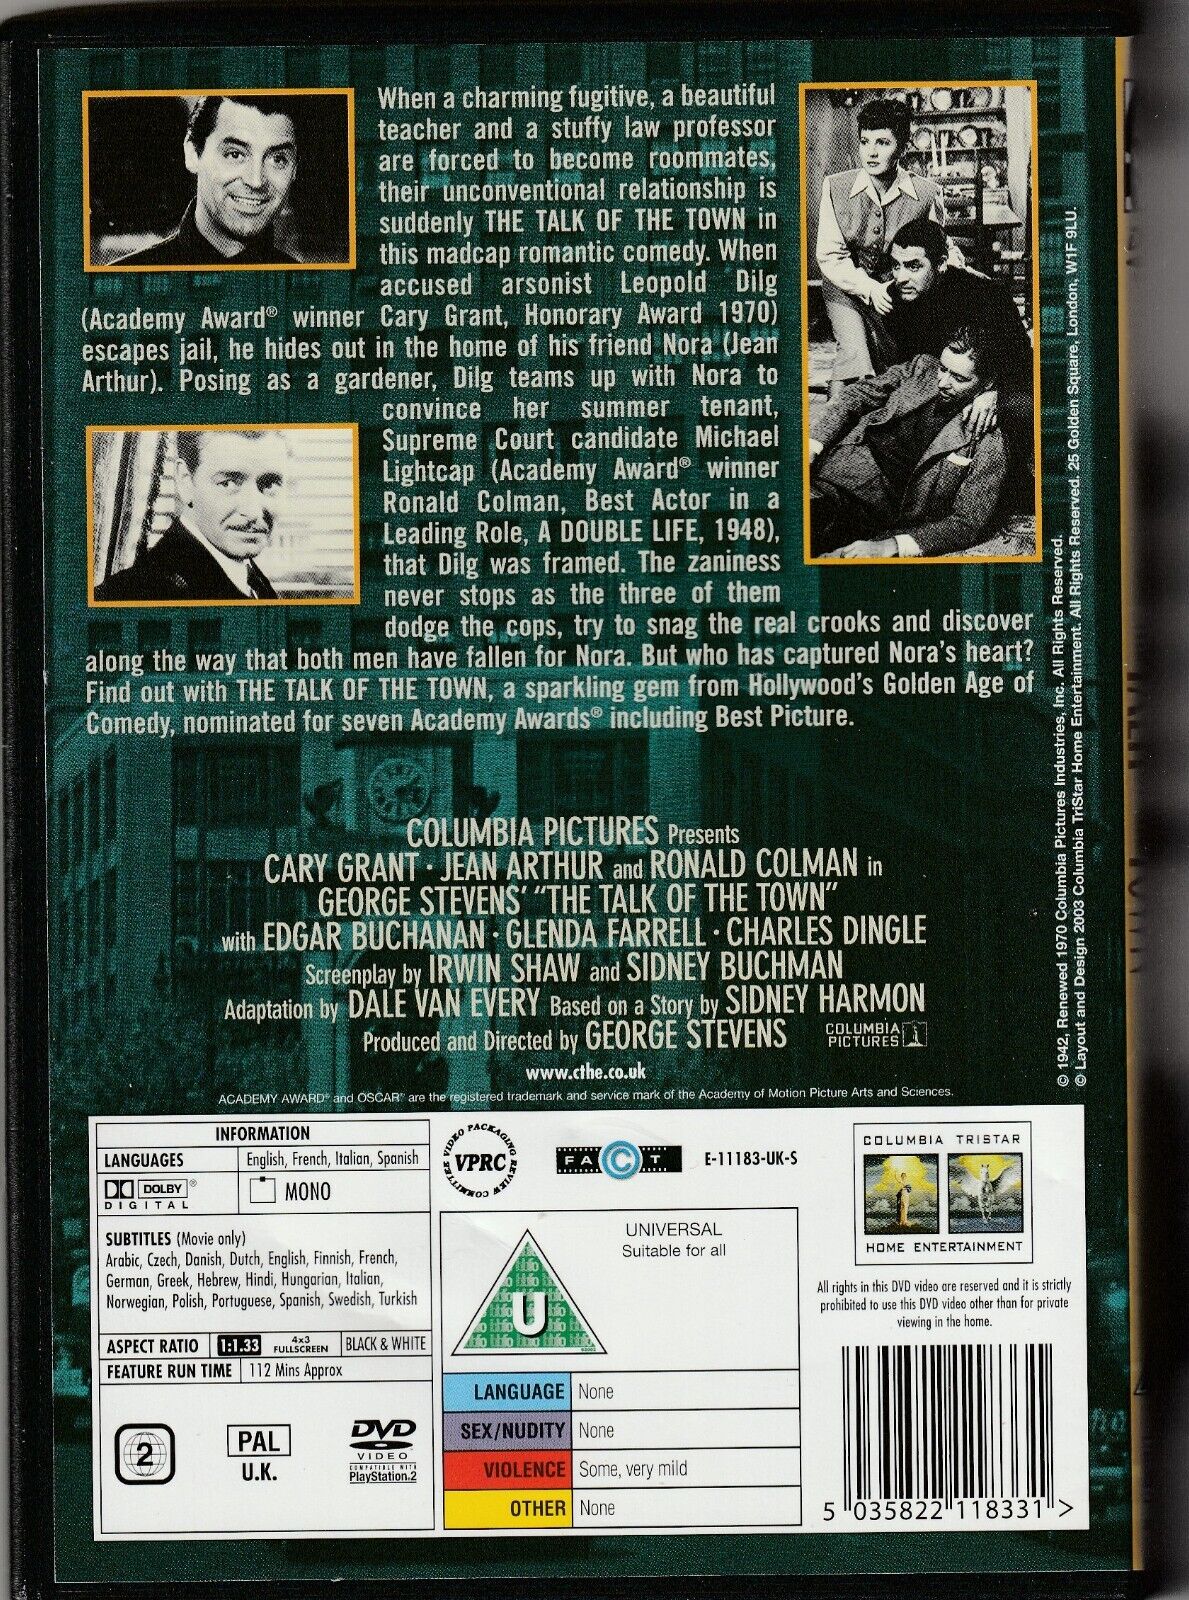 When a charming fugitive, a beautiful
teacher and a stuffy law professor
are forced to become roommates,
their unconventional relationship is
suddenly THE TALK OF THE TOWN in
this madcap romantic comedy. When
accused arsonist Leopold Dilg
(Academy Award® winner Cary Grant, Honorary Award 1970)
escapes jail, he hides out in the home of his friend Nora (Jean
Arthur). Posing as a gardener, Dilg teams up with Nora to
convince her summer tenant,
Supreme Court candidate Michael
Lightcap (Academy Award® winner
Ronald Colman, Best Actor in a
Leading Role, A DOUBLE LIFE, 1948),
that Dilg was framed. The zaniness
never stops as the three of them
dodge the cops, try to snag the real crooks and discover
along the way that both men have fallen for Nora. But who has captured Nora's heart?
Find out with THE TALK OF THE TOWN, a sparkling gem from Hollywood's Golden Age of
Comedy, nominated for seven Academy Awards® including Best Picture.
COLUMBIA PICTURES Presents
CARY GRANT · JEAN ARTHUR and RONALD COLMAN in
GEORGE STEVENS' "THE TALK OF THE TOWN"
with EDGAR BUCHANAN · GLENDA FARRELL · CHARLES DINGLE
Screenplay by IRWIN SHAW and SIDNEY BUCHMAN
Adaptation by DALE VAN EVERY Based on a Story by SIDNEY HARMON
Produced and Directed by GEORGE STEVENS
COLUMBIA
PICTURES
www.cthe.co.uk
ACADEMY AWARD® and OSCAR® are the registered trademark and service mark of the Academy of Motion Picture Arts and Sciences.
© 1942, Renewed 1970 Columbia Pictures Industries, Inc. All Rights Reserved.
© Layout and Design 2003 Columbia TriStar Home Entertainment. All Rights Reserved. 25 Golden Square, London, W1F 9LU.
INFORMATION
LANGUAGES English, French, Italian, Spanish
DOLBY®
DIGITAL
MONO
SUBTITLES (Movie only)
Arabic, Czech, Danish, Dutch, English, Finnish, French,
German, Greek, Hebrew, Hindi, Hungarian, Italian,
Norwegian, Polish, Portuguese, Spanish, Swedish, Turkish
ASPECT RATIO 1:1.33 4x3 FULLSCREEN BLACK & WHITE
FEATURE RUN TIME 112 Mins Approx
2
PAL
U.K.
DVD
VIDEO
COMPATIBLE WITH
PlayStation.2
VIDEO PACKAGING REVIEW COMMITTEE
VPRC
FACT
E-11183-UK-S
U
UNIVERSAL
Suitable for all
LANGUAGE None
SEX/NUDITY None
VIOLENCE Some, very mild
OTHER None
COLUMBIA TRISTAR
HOME ENTERTAINMENT
All rights in this DVD video are reserved and it is strictly
prohibited to use this DVD video other than for private
viewing in the home.
5 035822 118331 >